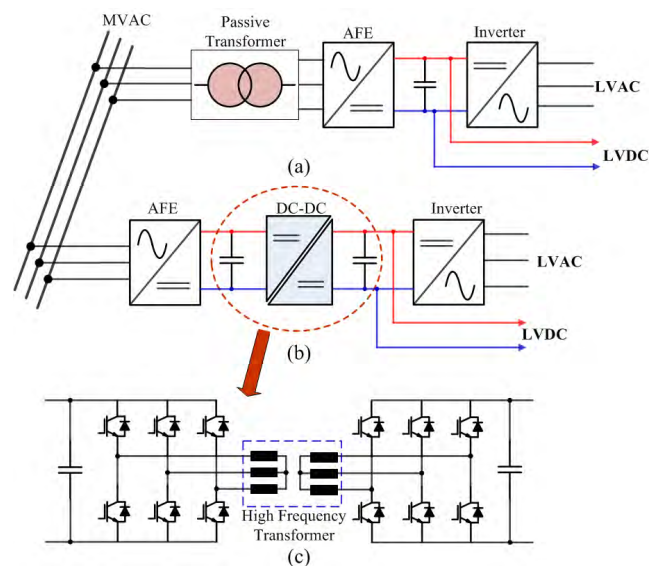 MVAC
Passive
Transformer
AFE
Inverter
LVAC
LVDC
(a)
AFE
DC-DC
Inverter
LVAC
LVDC
(b)
High Frequency
Transformer
(c)